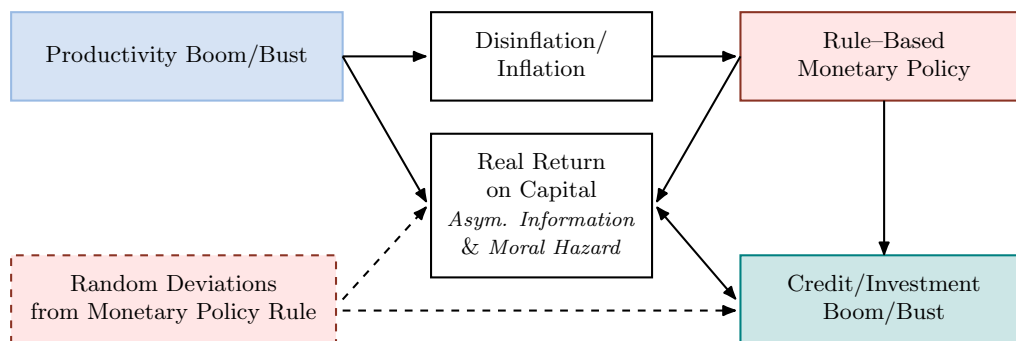 Productivity Boom/Bust
Disinflation/
Inflation
Rule–Based
Monetary Policy
Real Return
on Capital
Asym. Information
& Moral Hazard
Random Deviations
from Monetary Policy Rule
Credit/Investment
Boom/Bust